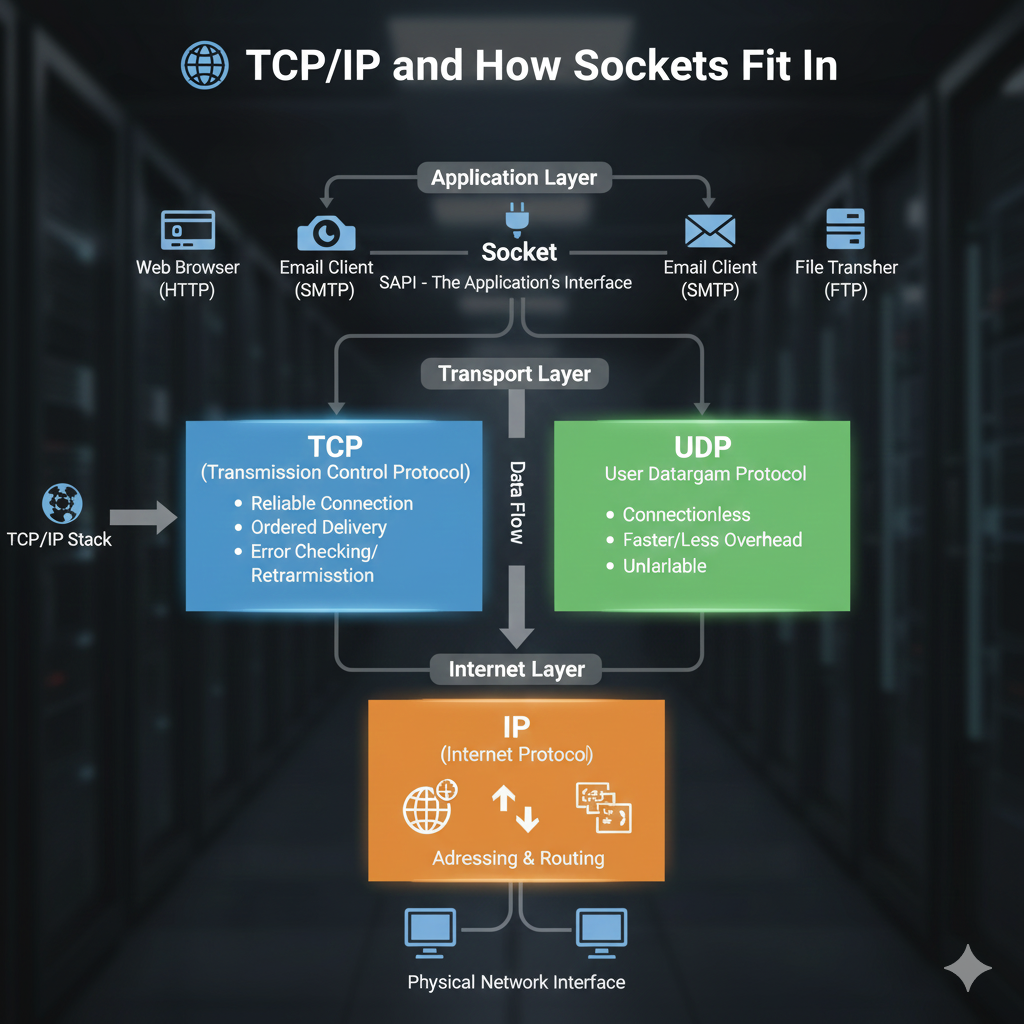 TCP/IP and How Sockets Fit In
Application Layer
Web Browser
(HTTP)
Email Client
(SMTP)
Socket
SAPI - The Application's Interface
Email Client
(SMTP)
File Transher
(FTP)
Transport Layer
TCP
(Transmission Control Protocol)
• Reliable Connection
• Ordered Delivery
• Error Checking/
Retrarmisstion
Data Flow
UDP
User Datargam Protocol
• Connectionless
• Faster/Less Overhead
• Unlarlable
TCP/IP Stack
Internet Layer
IP
(Internet Protocol)
Adressing & Routing
Physical Network Interface